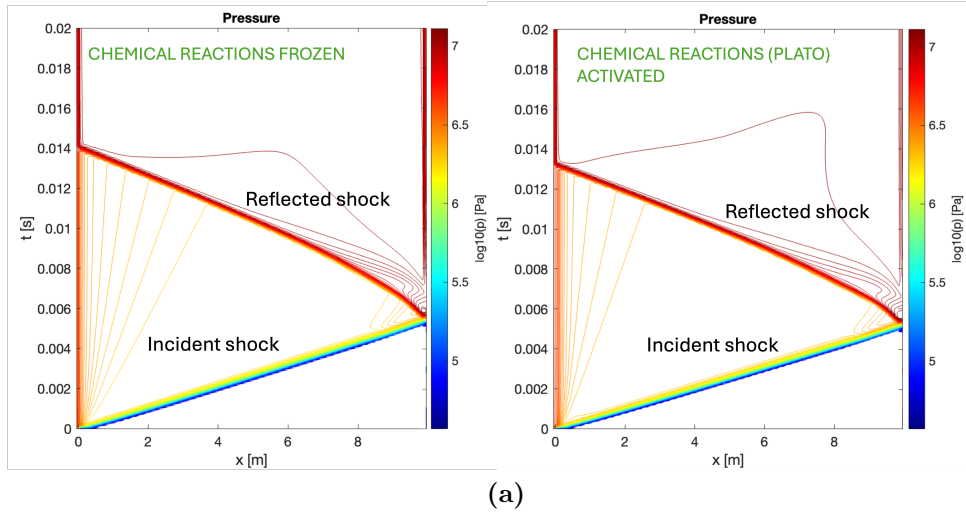 Pressure
CHEMICAL REACTIONS FROZEN
Reflected shock
Incident shock
0.02
0.018
0.016
0.014
0.012
0.01
0.008
0.006
0.004
0.002
0
t [s]
0
2
4
6
8
x [m]
7
6.5
6
5.5
5
log10(p) [Pa]
Pressure
CHEMICAL REACTIONS (PLATO)
ACTIVATED
Reflected shock
Incident shock
0.02
0.018
0.016
0.014
0.012
0.01
0.008
0.006
0.004
0.002
0
t [s]
0
2
4
6
8
x [m]
7
6.5
6
5.5
5
log10(p) [Pa]
(a)